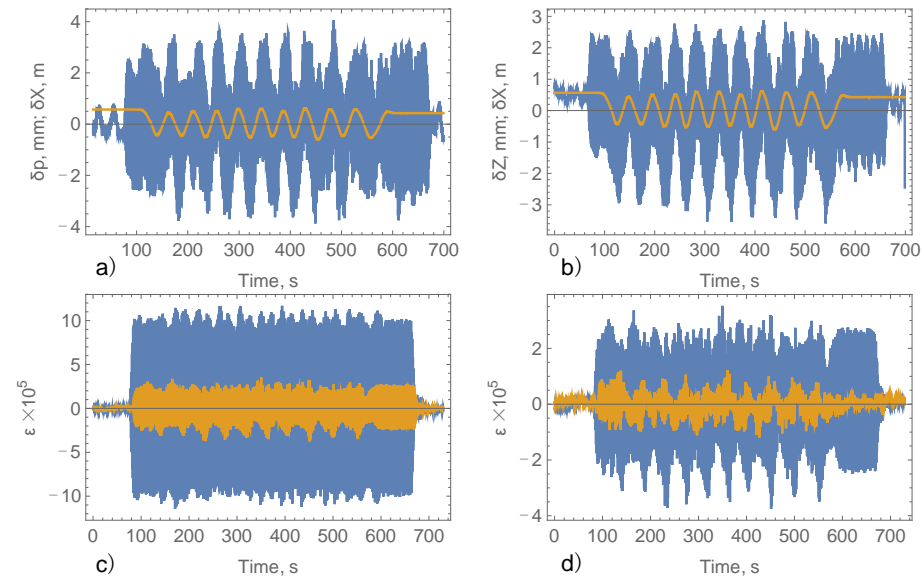 4
2
0
−2
−4
δp, mm; δX, m
100 200 300 400 500 600 700
a)
Time, s
3
2
1
0
−1
−2
−3
δZ, mm; δX, m
0 100 200 300 400 500 600 700
b)
Time, s
10
5
0
−5
−10
ε ×10⁵
0 100 200 300 400 500 600 700
c)
Time, s
2
0
−2
−4
ε ×10⁵
0 100 200 300 400 500 600 700
d)
Time, s